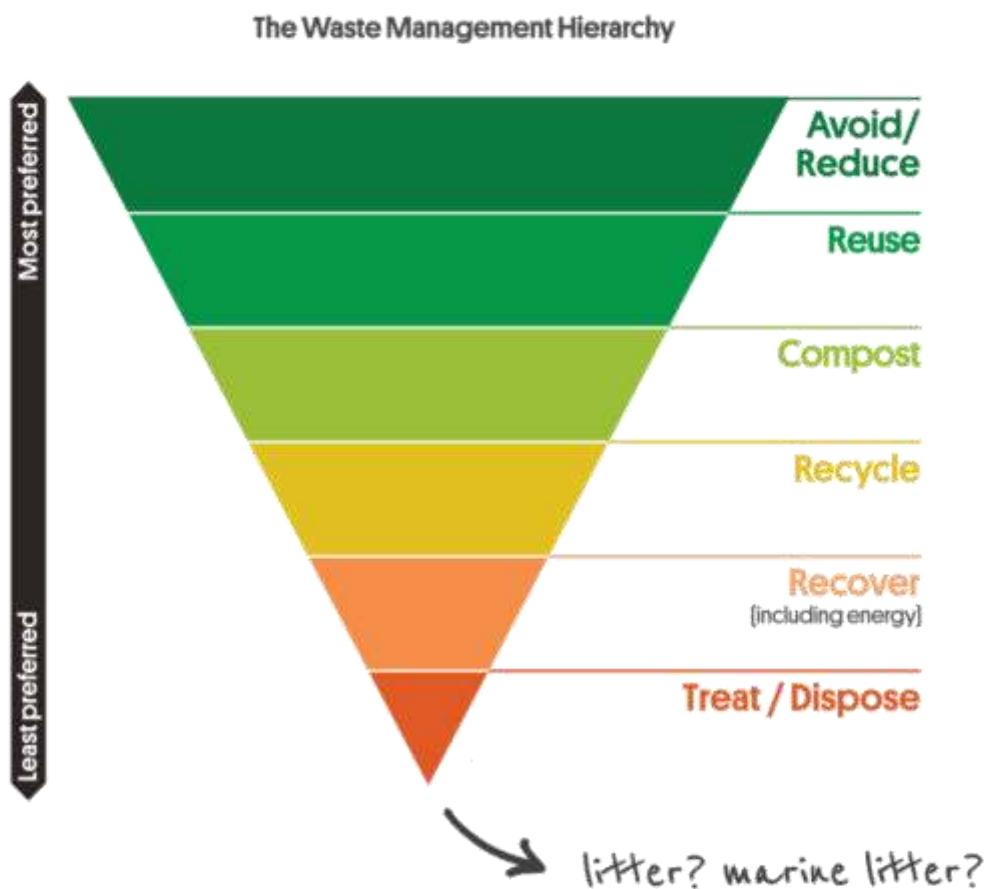 The Waste Management Hierarchy
Most preferred
Avoid/
Reduce
Reuse
Compost
Recycle
Recover
(including energy)
Least preferred
Treat / Dispose
litter? marine litter?